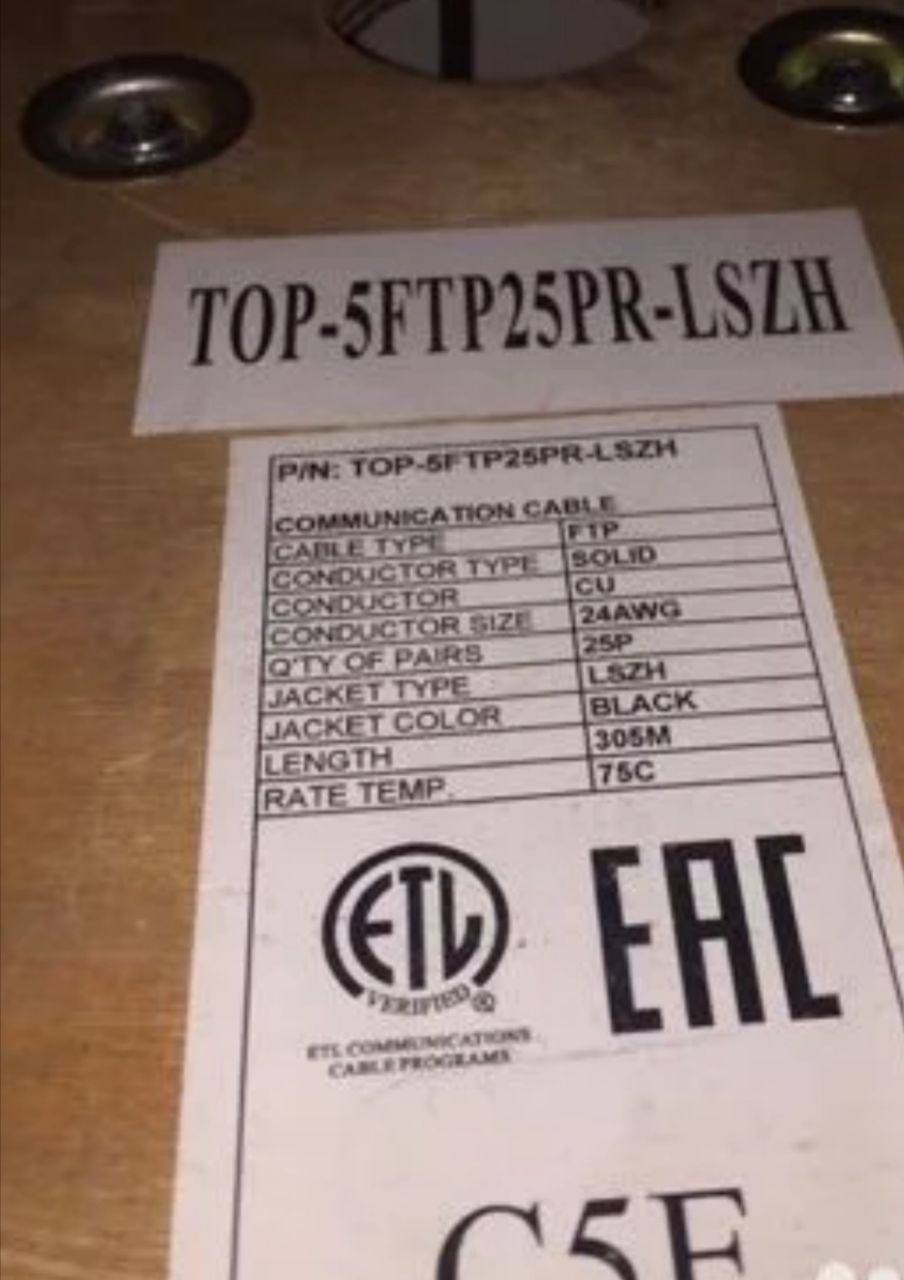 TOP-5FTP25PR-LSZH
P/N: TOP-5FTP25PR-LSZH
COMMUNICATION CABLE
CABLE TYPE FTP
CONDUCTOR TYPE SOLID
CONDUCTOR CU
CONDUCTOR SIZE 24AWG
Q'TY OF PAIRS 25P
JACKET TYPE LSZH
JACKET COLOR BLACK
LENGTH 305M
RATE TEMP. 75C
ETL
VERIFIED®
ETL COMMUNICATIONS
CABLE PROGRAMS
EAC
C5E